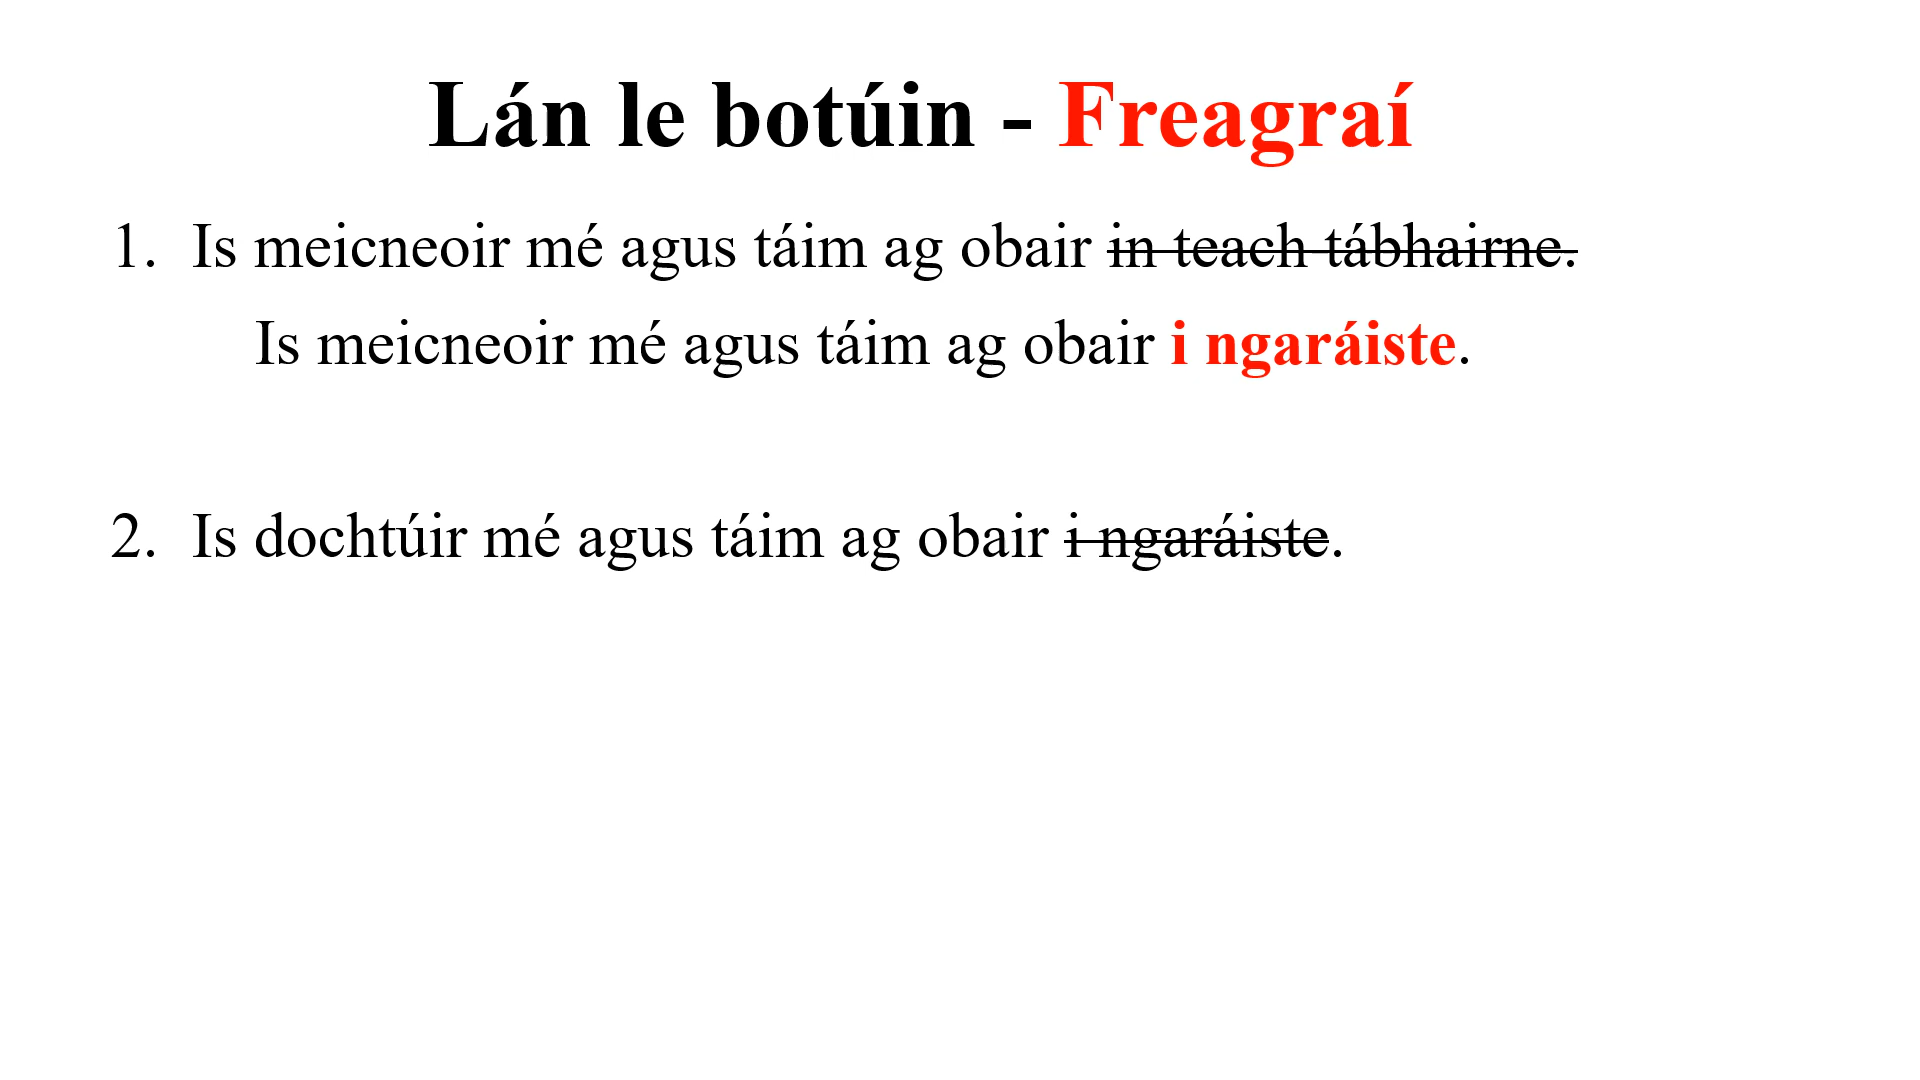 Lán le botúin - Freagraí
1. Is meicneoir mé agus táim ag obair in teach tábhairne.
Is meicneoir mé agus táim ag obair i ngaráiste.
2. Is dochtúir mé agus táim ag obair i ngaráiste.